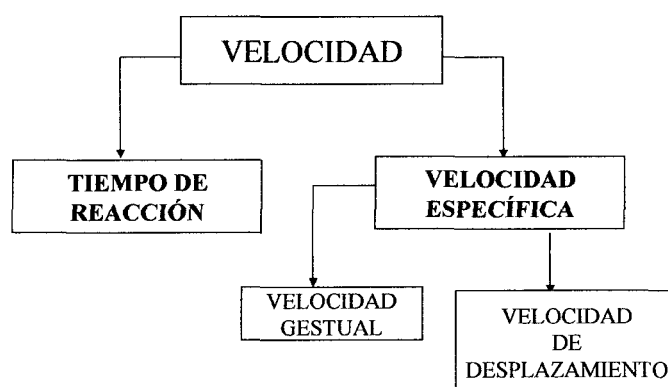 VELOCIDAD
TIEMPO DE
REACCIÓN
VELOCIDAD
ESPECÍFICA
VELOCIDAD
GESTUAL
VELOCIDAD
DE
DESPLAZAMIENTO